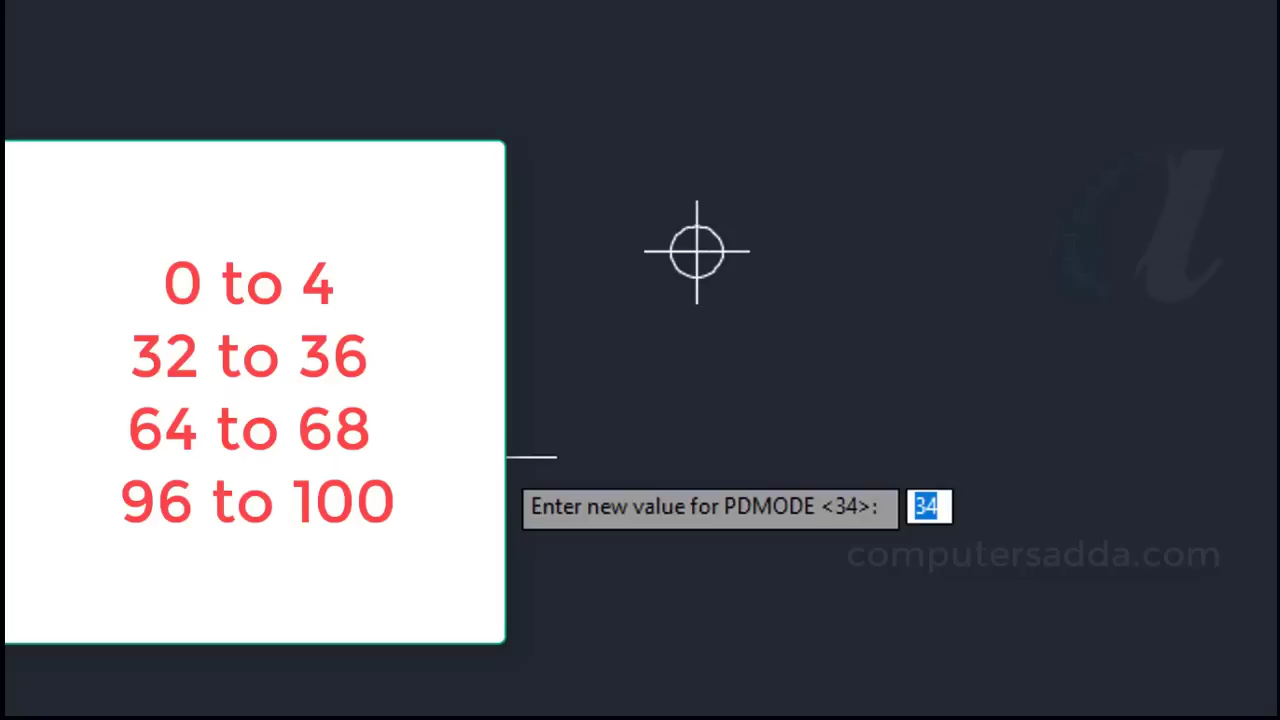 0 to 4
32 to 36
64 to 68
96 to 100
Enter new value for PDMODE <34>: 34
computersadda.com